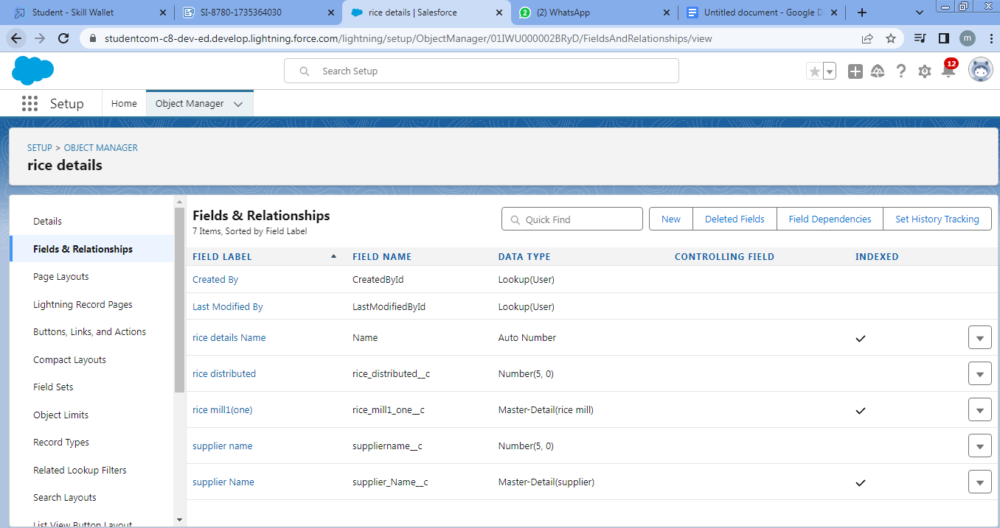 Student - Skill Wallet
SI-8780-1735364030
rice details | Salesforce
2
(2) WhatsApp
Untitled document - Google D
studentcom-c8-dev-ed.develop.lightning.force.com/lightning/setup/ObjectManager/01IWU000002BRyD/FieldsAndRelationships/view
m
Search Setup
12
Setup
Home
Object Manager
SETUP > OBJECT MANAGER
rice details
Details
Fields & Relationships
Page Layouts
Lightning Record Pages
Buttons, Links, and Actions
Compact Layouts
Field Sets
Object Limits
Record Types
Related Lookup Filters
Search Layouts
List View Button Layout
Fields & Relationships
7 Items, Sorted by Field Label
Quick Find
New
Deleted Fields
Field Dependencies
Set History Tracking
FIELD LABEL FIELD NAME DATA TYPE CONTROLLING FIELD INDEXED
Created By CreatedById Lookup(User)
Last Modified By LastModifiedById Lookup(User)
rice details Name Name Auto Number
rice distributed rice_distributed__c Number(5, 0)
rice mill1(one) rice_mill1_one__c Master-Detail(rice mill)
supplier name suppliername__c Number(5, 0)
supplier Name supplier_Name__c Master-Detail(supplier)